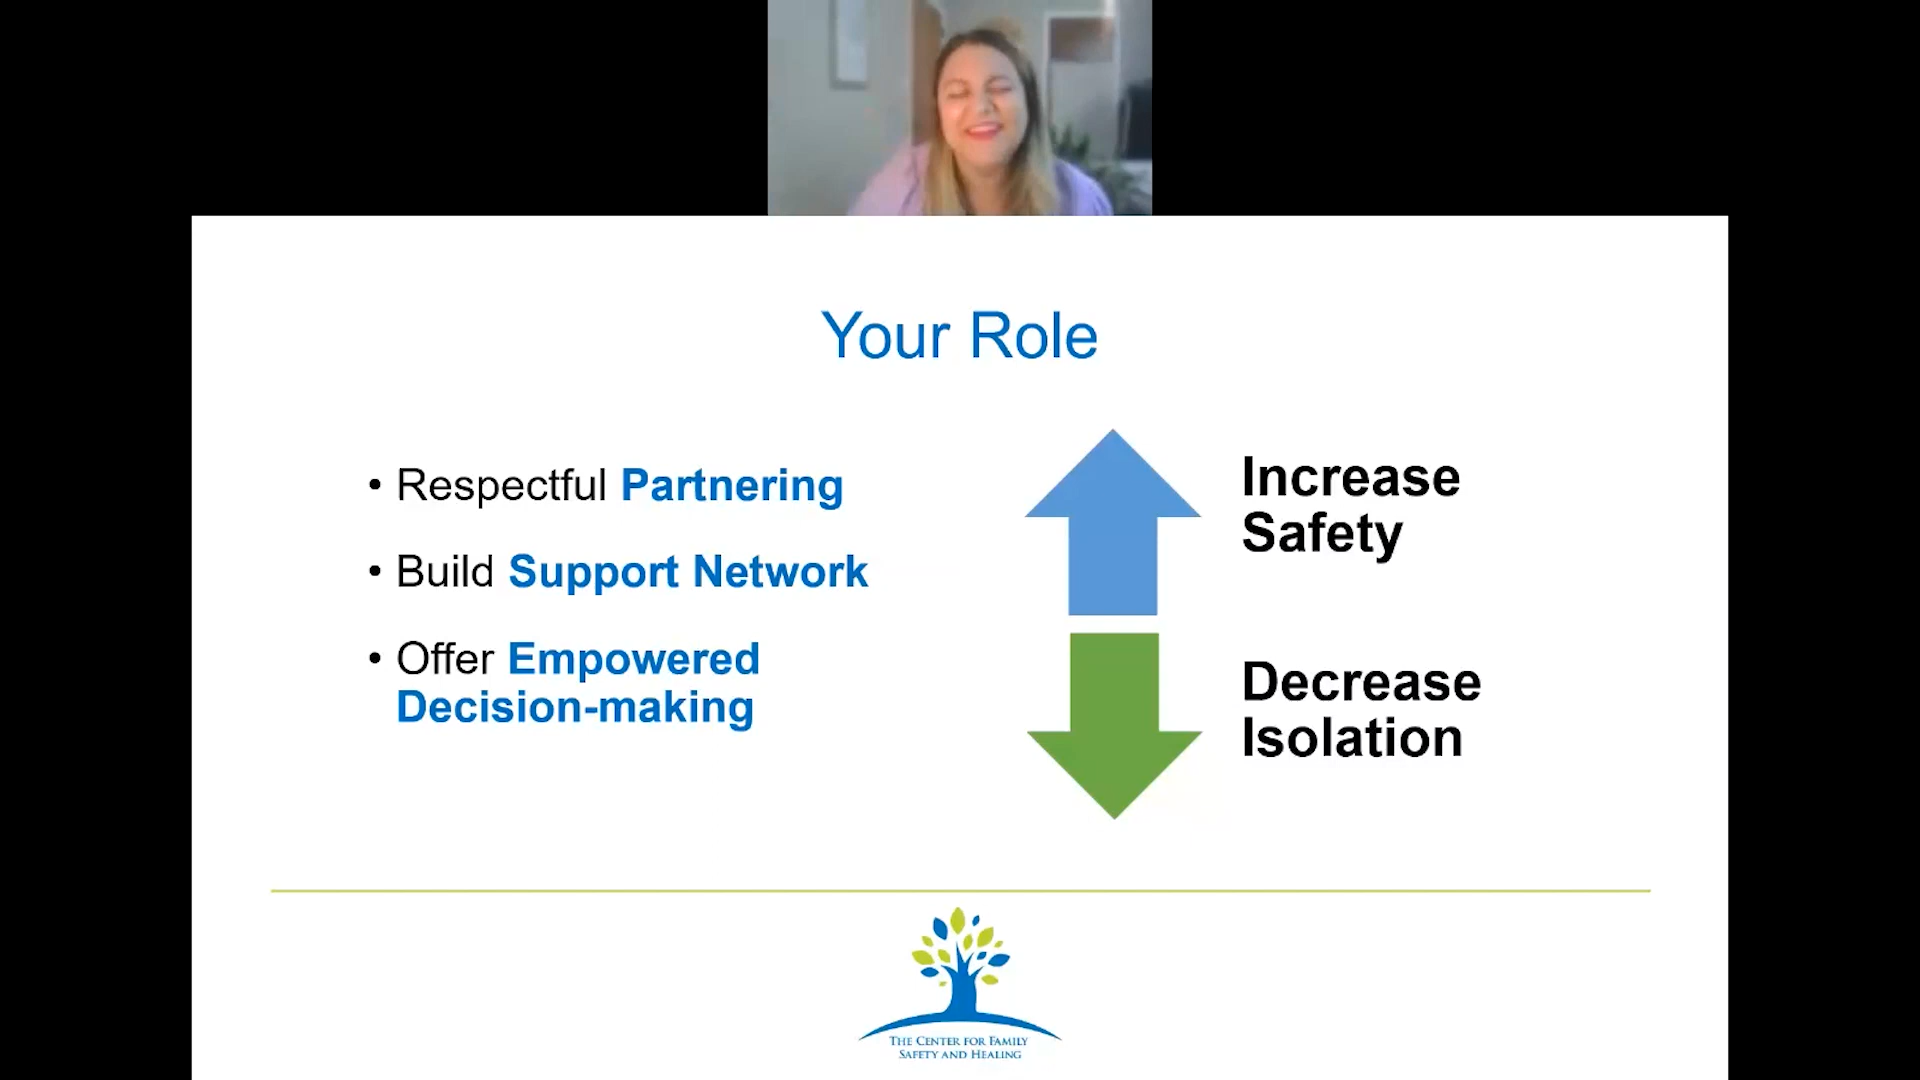 Your Role
• Respectful Partnering
• Build Support Network
• Offer Empowered
Decision-making
Increase
Safety
Decrease
Isolation
THE CENTER FOR FAMILY
SAFETY AND HEALING